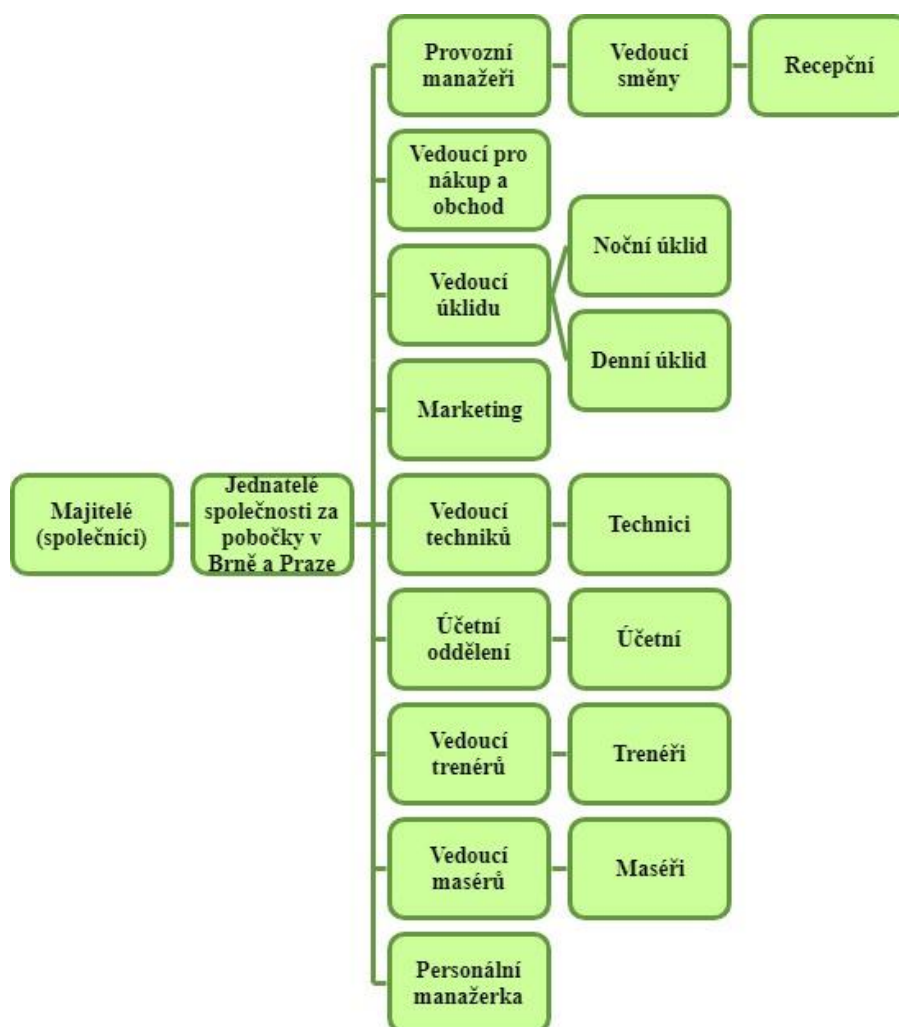 Provozní
manažeři
Vedoucí
směny
Recepční
Vedoucí pro
nákup a
obchod
Noční úklid
Vedoucí
úklidu
Denní úklid
Marketing
Majitelé
(společníci)
Jednatelé
společnosti za
pobočky v
Brně a Praze
Vedoucí
techniků
Technici
Účetní
oddělení
Účetní
Vedoucí
trenérů
Trenéři
Vedoucí
masérů
Maséři
Personální
manažerka